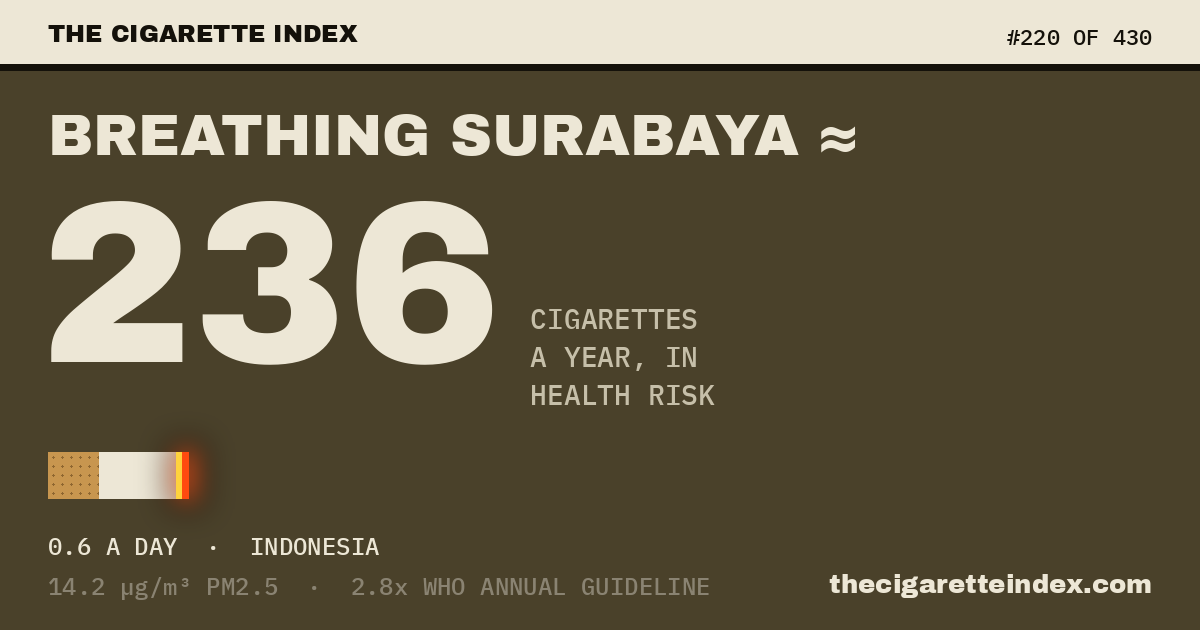 THE CIGARETTE INDEX
#220 OF 430
BREATHING SURABAYA ≈
236
CIGARETTES
A YEAR, IN
HEALTH RISK
0.6 A DAY · INDONESIA
14.2 µg/m³ PM2.5 · 2.8x WHO ANNUAL GUIDELINE
thecigaretteindex.com